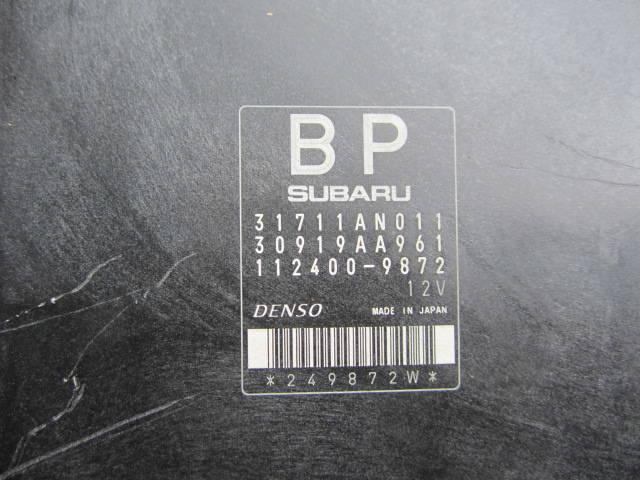 BP
SUBARU
31711AN011
30919AA961
112400-9872
12V
DENSO MADE IN JAPAN
*249872W*